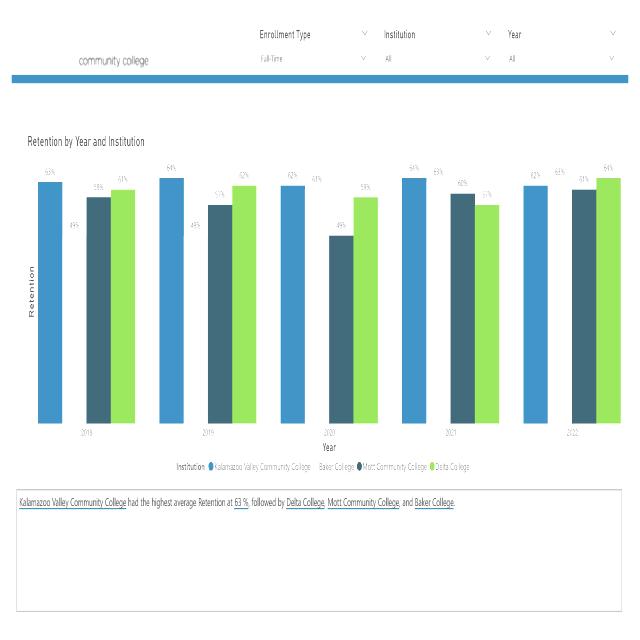 Enrollment Type Institution Year
community college
Full-Time All All
Retention by Year and Institution
63% 49% 59% 61% 64% 49% 57% 62% 62% 61% 49% 59% 64% 63% 60% 57% 62% 63% 61% 64%
Retention
2018 2019 2020 2021 2022
Year
Institution Kalamazoo Valley Community College Baker College Mott Community College Delta College
Kalamazoo Valley Community College had the highest average Retention at 63 %, followed by Delta College, Mott Community College, and Baker College.